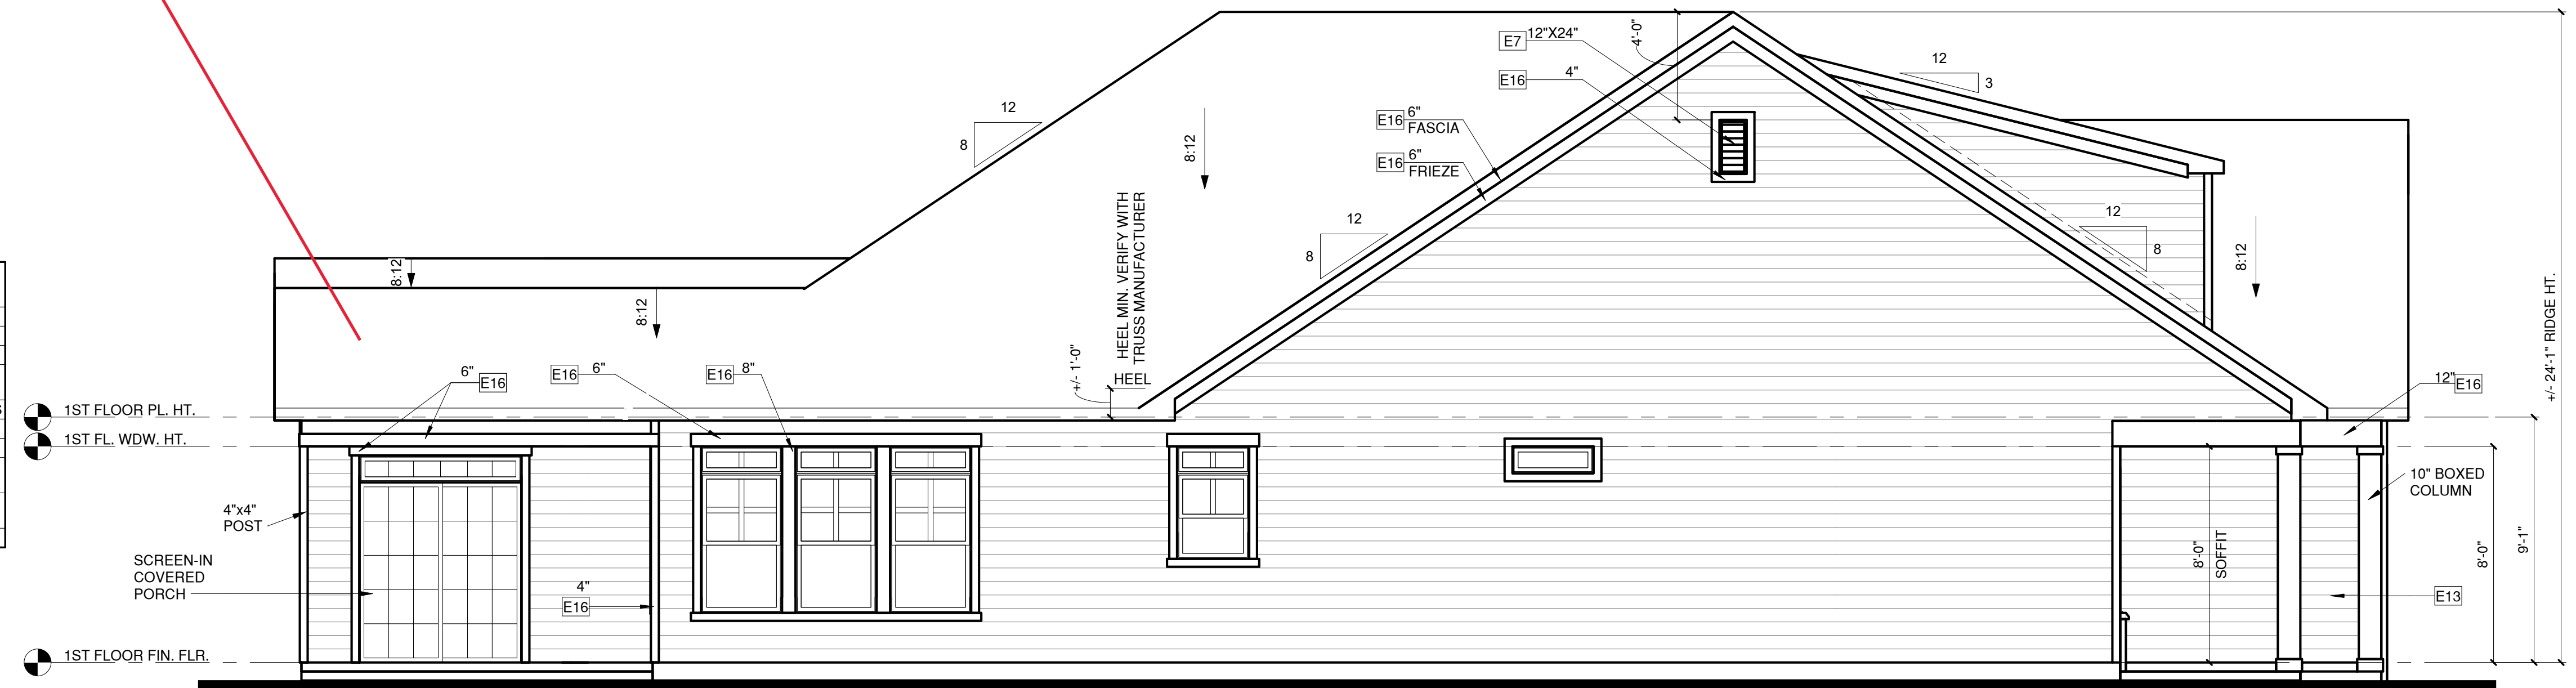 E7 12"X24"
4'-0"
E16 4"
12
3
12
8
8:12
E16 6"
FASCIA
E16 6"
FRIEZE
HEEL MIN. VERIFY WITH
TRUSS MANUFACTURER
12
8
12
8
8:12
8:12
8:12
+/- 24'-1" RIDGE HT.
+/- 1'-0"
HEEL
6" E16
E16 6"
E16 8"
12" E16
1ST FLOOR PL. HT.
1ST FL. WDW. HT.
4"x4"
POST
10" BOXED
COLUMN
SCREEN-IN
COVERED
PORCH
4"
E16
8'-0"
SOFFIT
8'-0"
9'-1"
E13
1ST FLOOR FIN. FLR.
S